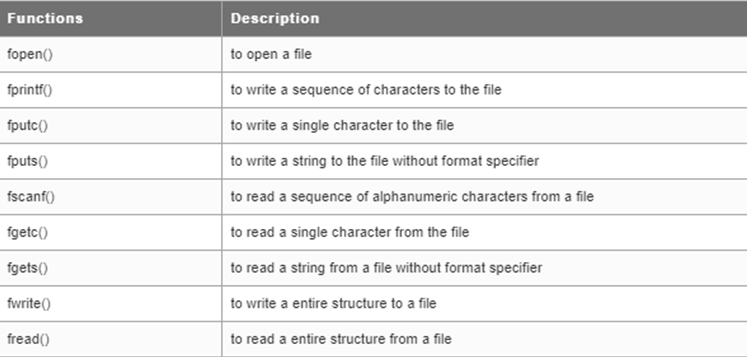 Functions Description
fopen() to open a file
fprintf() to write a sequence of characters to the file
fputc() to write a single character to the file
fputs() to write a string to the file without format specifier
fscanf() to read a sequence of alphanumeric characters from a file
fgetc() to read a single character from the file
fgets() to read a string from a file without format specifier
fwrite() to write a entire structure to a file
fread() to read a entire structure from a file